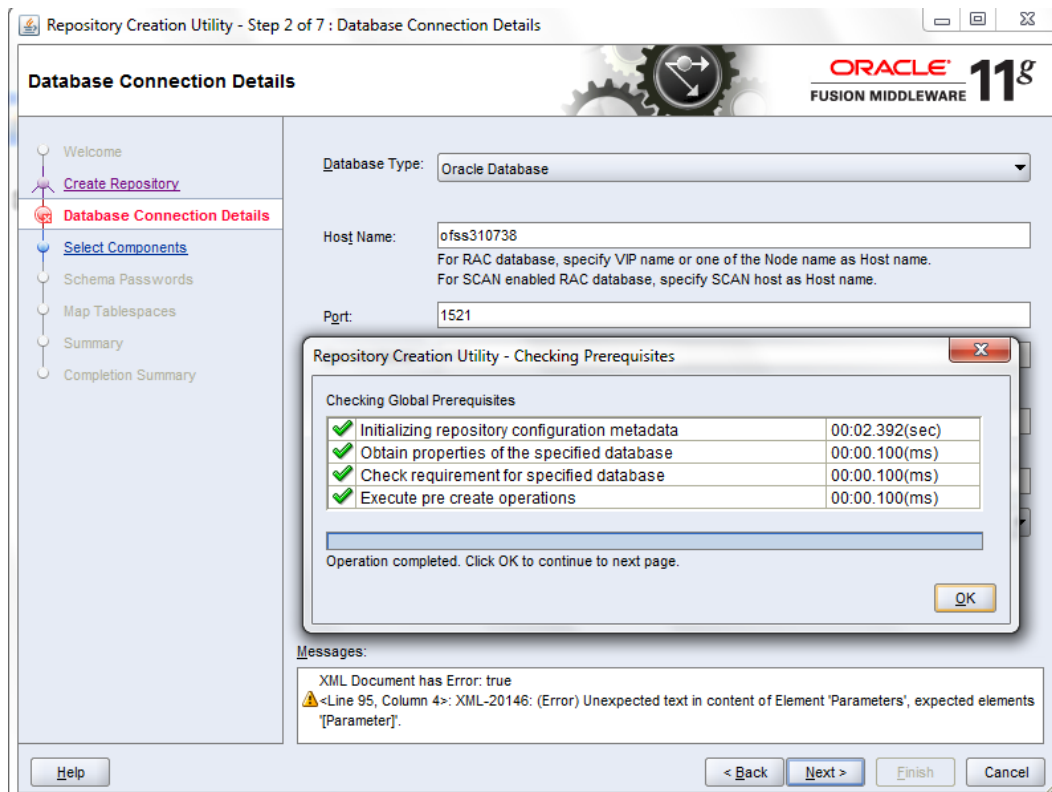 Repository Creation Utility - Step 2 of 7 : Database Connection Details
Database Connection Details
ORACLE
FUSION MIDDLEWARE 11g
Welcome
Create Repository
Database Connection Details
Select Components
Schema Passwords
Map Tablespaces
Summary
Completion Summary
Database Type: Oracle Database
Host Name: ofss310738
For RAC database, specify VIP name or one of the Node name as Host name.
For SCAN enabled RAC database, specify SCAN host as Host name.
Port: 1521
Repository Creation Utility - Checking Prerequisites
Checking Global Prerequisites
Initializing repository configuration metadata 00:02.392(sec)
Obtain properties of the specified database 00:00.100(ms)
Check requirement for specified database 00:00.100(ms)
Execute pre create operations 00:00.100(ms)
Operation completed. Click OK to continue to next page.
OK
Messages:
XML Document has Error: true
<Line 95, Column 4>: XML-20146: (Error) Unexpected text in content of Element 'Parameters', expected elements
'[Parameter]'.
Help < Back Next > Finish Cancel